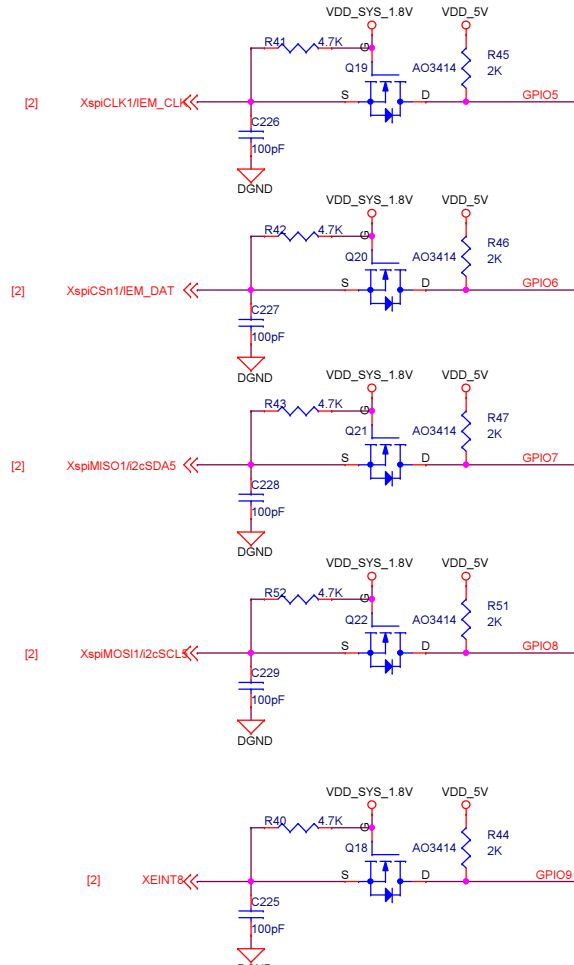 VDD_SYS_1.8V VDD_5V
R41 4.7K
G
R45
2K
Q19 AO3414
[2] XspiCLK1/IEM_CLK S D GPIO5
C226
100pF
DGND
VDD_SYS_1.8V VDD_5V
R42 4.7K
G
R46
2K
Q20 AO3414
[2] XspiCSn1/IEM_DAT S D GPIO6
C227
100pF
DGND
VDD_SYS_1.8V VDD_5V
R43 4.7K
G
R47
2K
Q21 AO3414
[2] XspiMISO1/i2cSDA5 S D GPIO7
C228
100pF
DGND
VDD_SYS_1.8V VDD_5V
R52 4.7K
G
R51
2K
Q22 AO3414
[2] XspiMOSI1/i2cSCL5 S D GPIO8
C229
100pF
DGND
VDD_SYS_1.8V VDD_5V
R40 4.7K
G
R44
2K
Q18 AO3414
[2] XEINT8 S D GPIO9
C225
100pF
DGND